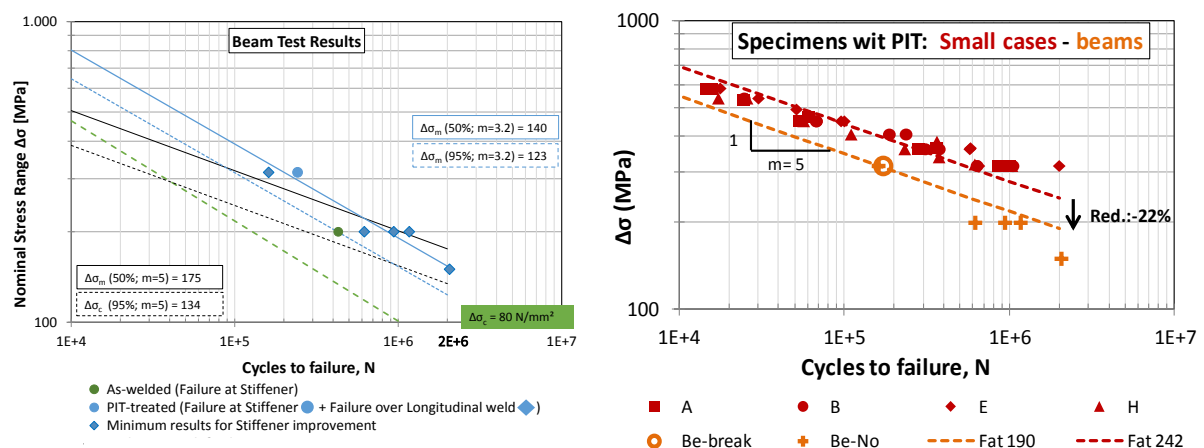 1.000
Beam Test Results
Nominal Stress Range Δσ [MPa]
Δσm (50%; m=3.2) = 140
Δσm (95%; m=3.2) = 123
Δσm (50%; m=5) = 175
Δσc (95%; m=5) = 134
Δσc = 80 N/mm²
100
1E+4
1E+5
1E+6
2E+6
1E+7
Cycles to failure, N
As-welded (Failure at Stiffener)
PIT-treated (Failure at Stiffener + Failure over Longitudinal weld )
Minimum results for Stiffener improvement
1000
Specimens wit PIT: Small cases - beams
Δσ (MPa)
1
m= 5
Red.:-22%
100
1E+4
1E+5
1E+6
1E+7
Cycles to failure, N
A
B
E
H
Be-break
Be-No
Fat 190
Fat 242